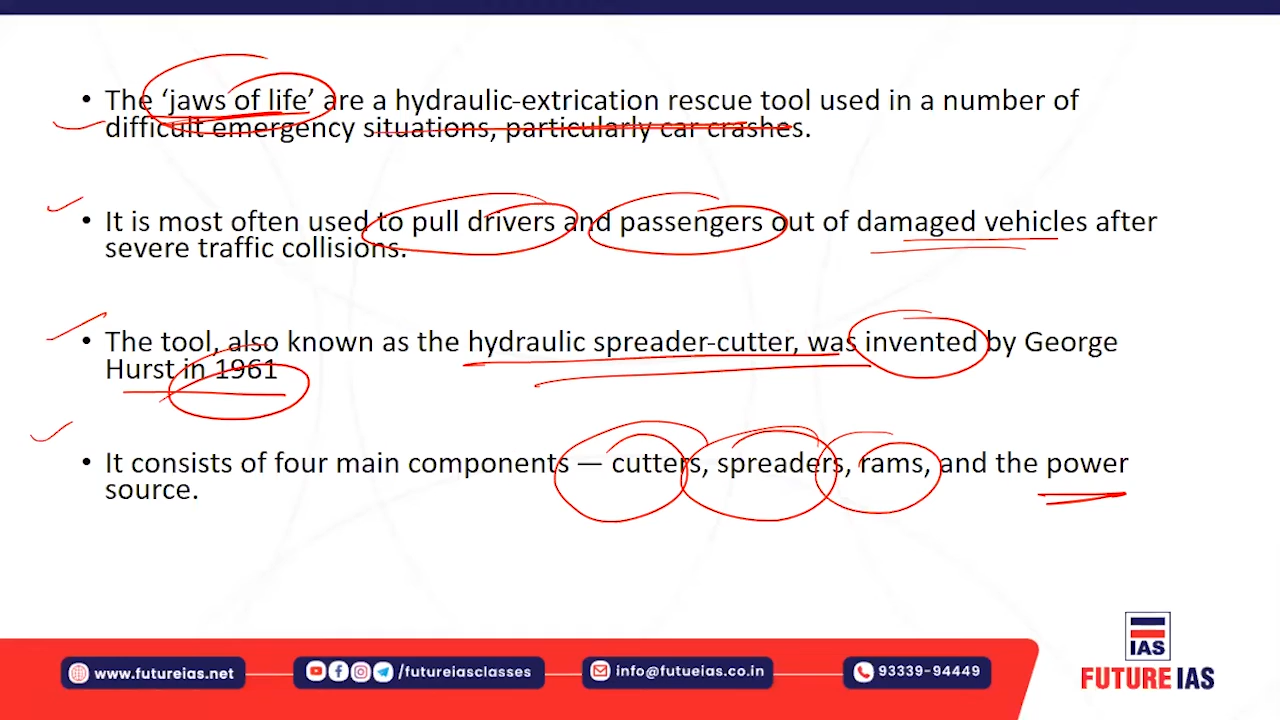 • The ‘jaws of life’ are a hydraulic-extrication rescue tool used in a number of
difficult emergency situations, particularly car crashes.
• It is most often used to pull drivers and passengers out of damaged vehicles after
severe traffic collisions.
• The tool, also known as the hydraulic spreader-cutter, was invented by George
Hurst in 1961
• It consists of four main components — cutters, spreaders, rams, and the power
source.
IAS
FUTURE IAS
www.futureias.net
/futureiasclasses
info@futueias.co.in
93339-94449